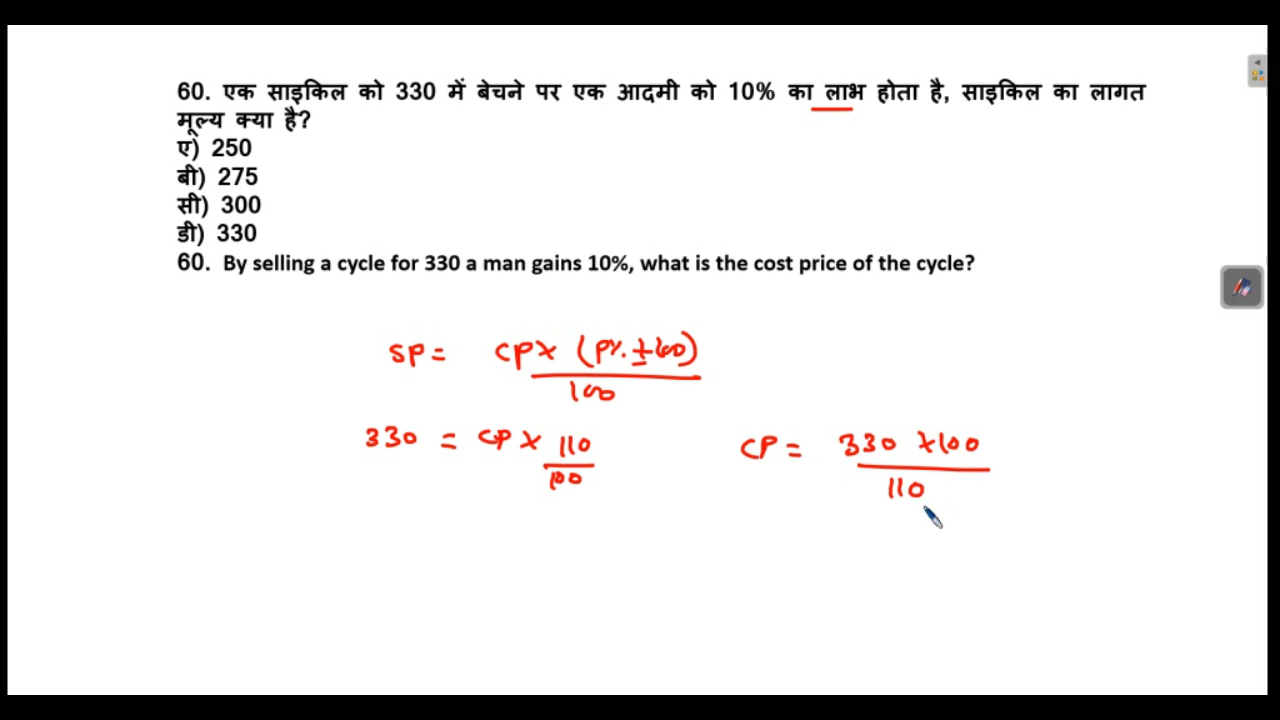 60. एक साइकिल को 330 में बेचने पर एक आदमी को 10% का लाभ होता है, साइकिल का लागत
मूल्य क्या है?
ए) 250
बी) 275
सी) 300
डी) 330
60. By selling a cycle for 330 a man gains 10%, what is the cost price of the cycle?
SP = CP × (P% ± 100)
100
330 = CP × 110
100
CP = 330 × 100
110